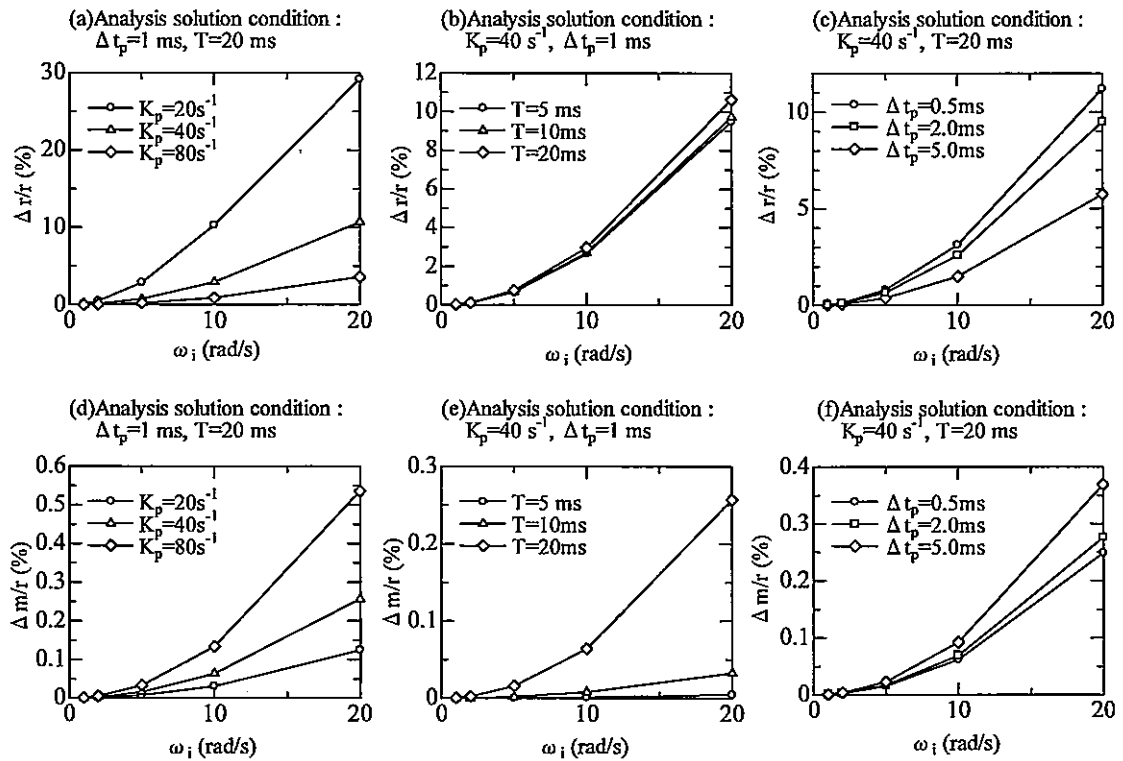 (a)Analysis solution condition :
Δt_p=1 ms, T=20 ms
30
20
10
0
Δr/r (%)
K_p=20s^-1
K_p=40s^-1
K_p=80s^-1
0
10
20
ω_i (rad/s)
(b)Analysis solution condition :
K_p=40 s^-1, Δt_p=1 ms
12
10
8
6
4
2
0
Δr/r (%)
T=5 ms
T=10ms
T=20ms
0
10
20
ω_i (rad/s)
(c)Analysis solution condition :
K_p=40 s^-1, T=20 ms
10
5
0
Δr/r (%)
Δt_p=0.5ms
Δt_p=2.0ms
Δt_p=5.0ms
0
10
20
ω_i (rad/s)
(d)Analysis solution condition :
Δt_p=1 ms, T=20 ms
0.6
0.5
0.4
0.3
0.2
0.1
0
Δm/r (%)
K_p=20s^-1
K_p=40s^-1
K_p=80s^-1
0
10
20
ω_i (rad/s)
(e)Analysis solution condition :
K_p=40 s^-1, Δt_p=1 ms
0.3
0.2
0.1
0
Δm/r (%)
T=5 ms
T=10ms
T=20ms
0
10
20
ω_i (rad/s)
(f)Analysis solution condition :
K_p=40 s^-1, T=20 ms
0.4
0.3
0.2
0.1
0
Δm/r (%)
Δt_p=0.5ms
Δt_p=2.0ms
Δt_p=5.0ms
0
10
20
ω_i (rad/s)